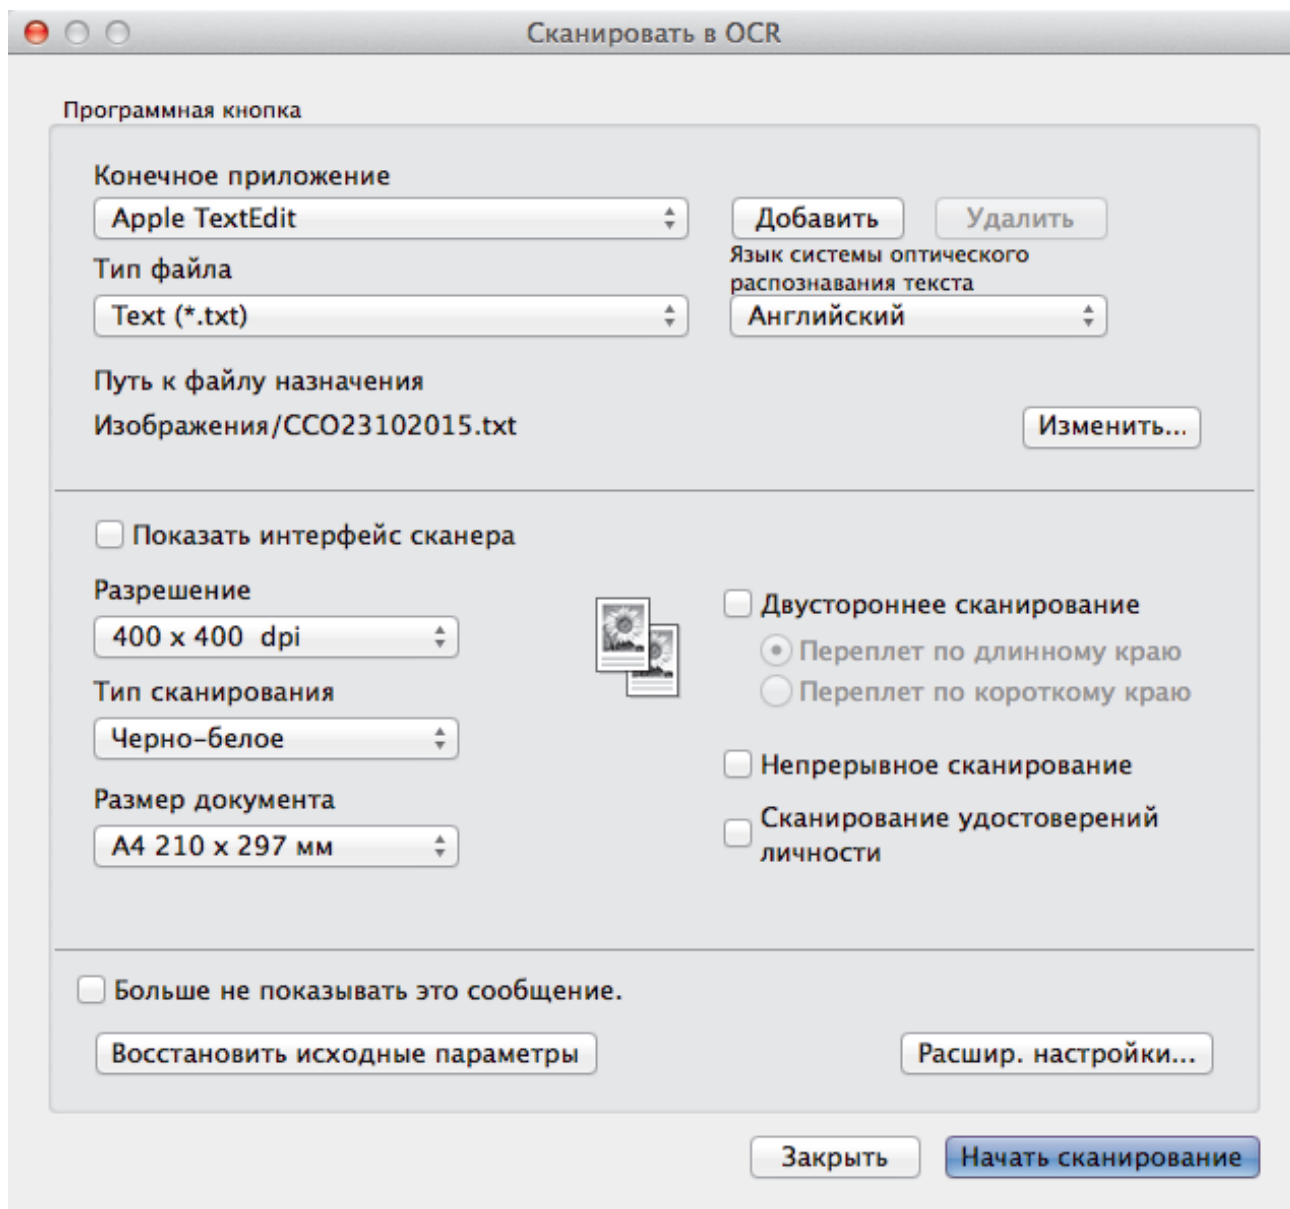 Сканировать в OCR
Программная кнопка
Конечное приложение
Apple TextEdit
Добавить
Удалить
Тип файла
Язык системы оптического
распознавания текста
Text (*.txt)
Английский
Путь к файлу назначения
Изображения/CCO23102015.txt
Изменить...
Показать интерфейс сканера
Разрешение
400 x 400 dpi
Двустороннее сканирование
Переплет по длинному краю
Переплет по короткому краю
Тип сканирования
Черно-белое
Непрерывное сканирование
Размер документа
A4 210 x 297 мм
Сканирование удостоверений
личности
Больше не показывать это сообщение.
Восстановить исходные параметры
Расшир. настройки...
Закрыть
Начать сканирование